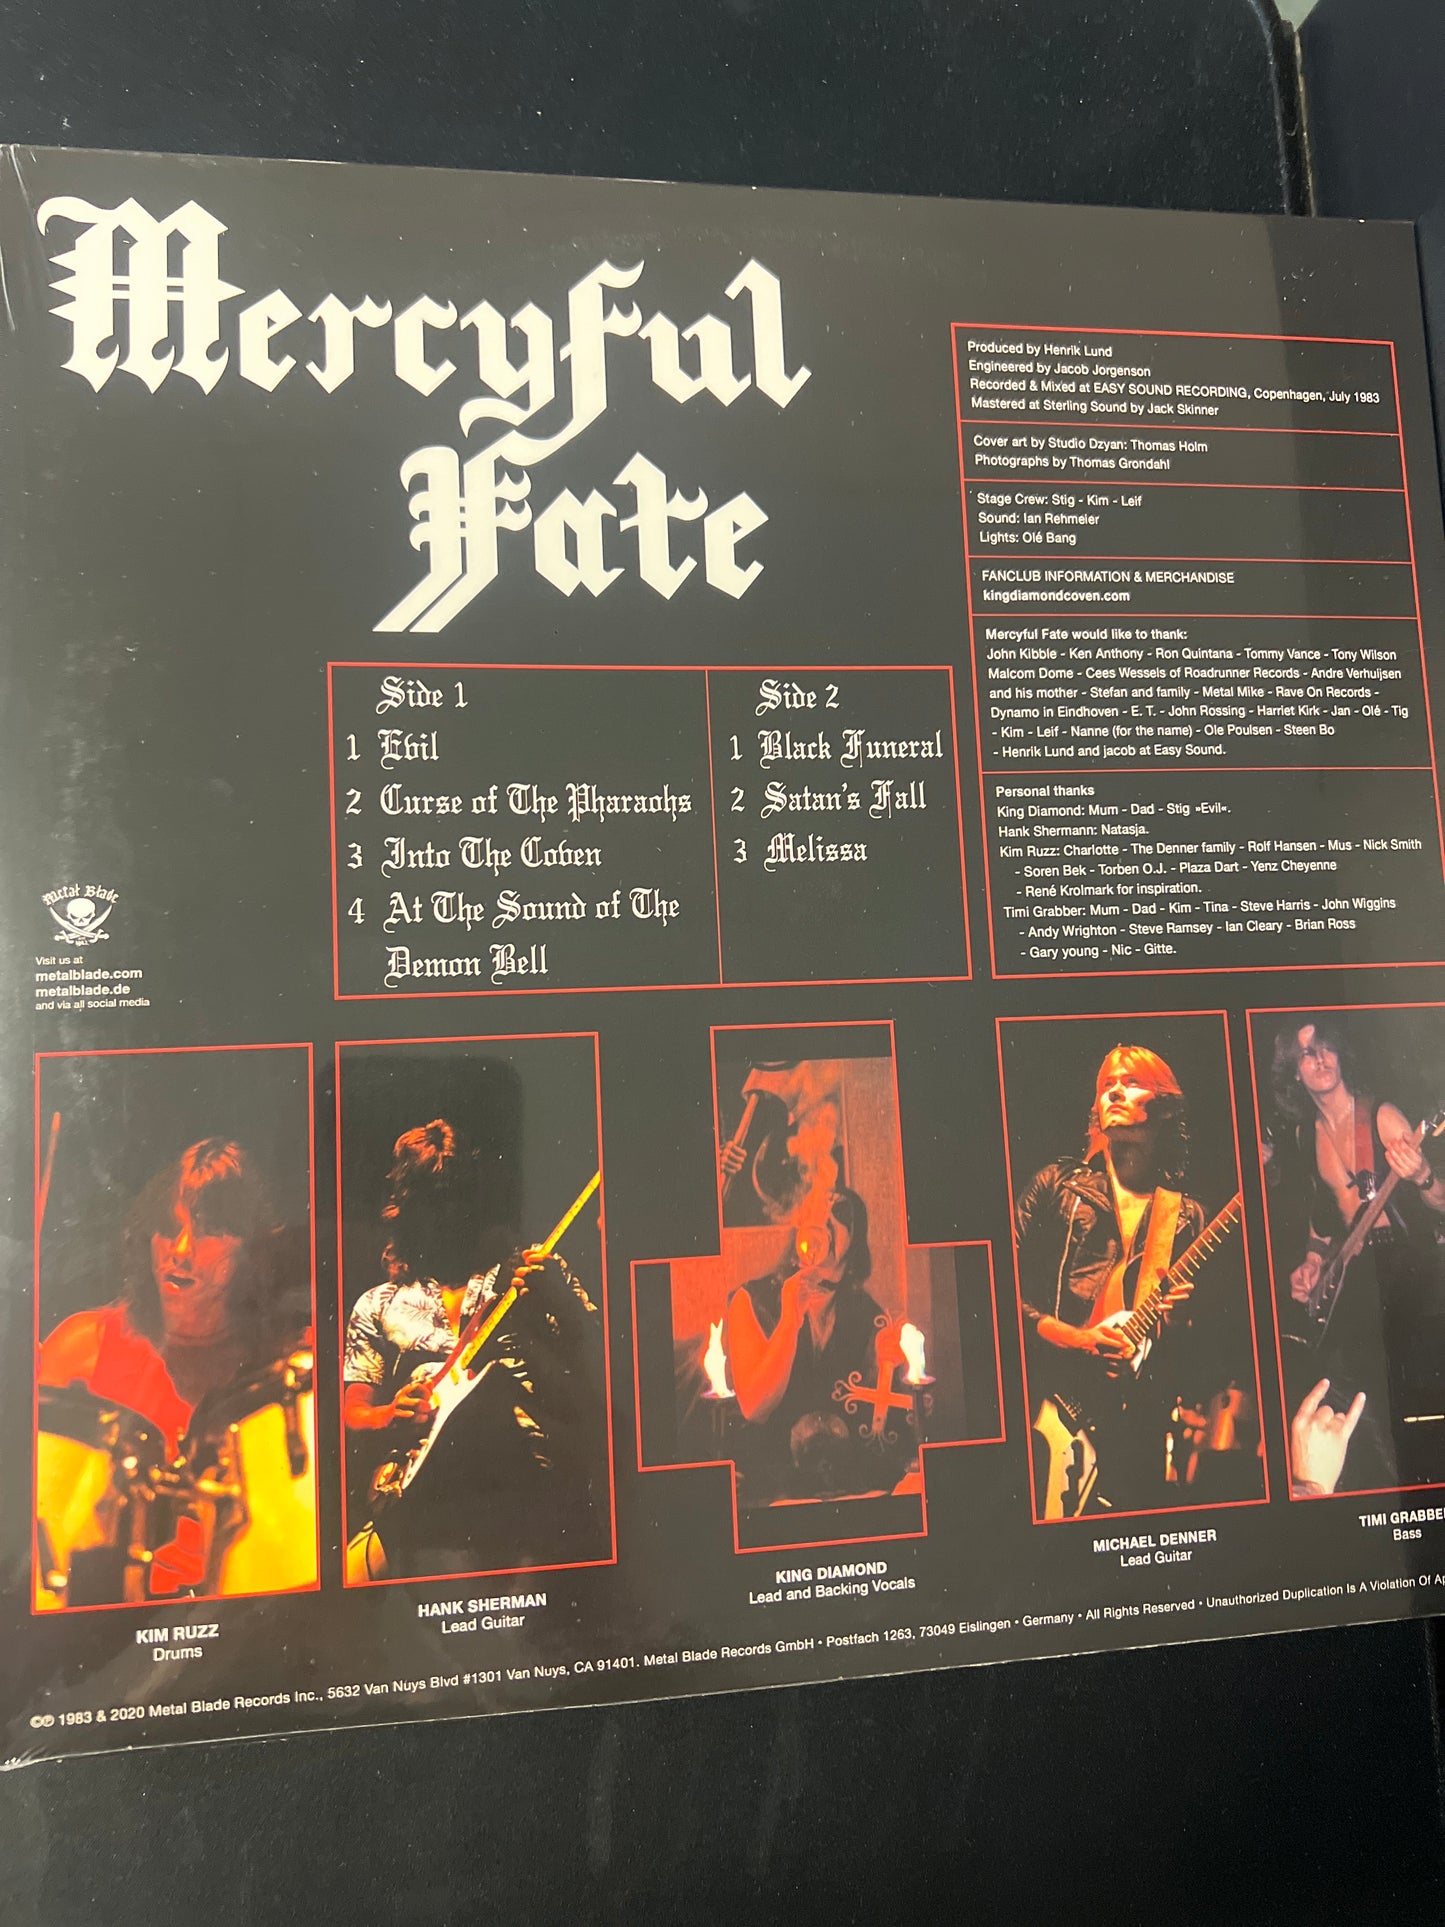 Mercyful
Fate
Produced by Henrik Lund
Engineered by Jacob Jorgenson
Recorded & Mixed at EASY SOUND RECORDING, Copenhagen, July 1983
Mastered at Sterling Sound by Jack Skinner
Cover art by Studio Dzyan: Thomas Holm
Photographs by Thomas Grondahl
Stage Crew: Stig - Kim - Leif
Sound: Ian Rehmeier
Lights: Olé Bang
FANCLUB INFORMATION & MERCHANDISE
kingdiamondcoven.com
Mercyful Fate would like to thank:
John Kibble - Ken Anthony - Ron Quintana - Tommy Vance - Tony Wilson
Malcom Dome - Cees Wessels of Roadrunner Records - Andre Verhuijsen
and his mother - Stefan and family - Metal Mike - Rave On Records -
Dynamo in Eindhoven - E. T. - John Rossing - Harriet Kirk - Jan - Olé - Tig
- Kim - Leif - Nanne (for the name) - Ole Poulsen - Steen Bo
- Henrik Lund and jacob at Easy Sound.
Personal thanks
King Diamond: Mum - Dad - Stig »Evil«.
Hank Shermann: Natasja.
Kim Ruzz: Charlotte - The Denner family - Rolf Hansen - Mus - Nick Smith
- Soren Bek - Torben O.J. - Plaza Dart - Yenz Cheyenne
- René Krolmark for inspiration.
Timi Grabber: Mum - Dad - Kim - Tina - Steve Harris - John Wiggins
- Andy Wrighton - Steve Ramsey - Ian Cleary - Brian Ross
- Gary young - Nic - Gitte.
Side 1
1 Evil
2 Curse of The Pharaohs
3 Into The Coven
4 At The Sound of The
Demon Bell
Side 2
1 Black Funeral
2 Satan's Fall
3 Melissa
Metal Blade
Visit us at
metalblade.com
metalblade.de
and via all social media
KIM RUZZ
Drums
HANK SHERMAN
Lead Guitar
KING DIAMOND
Lead and Backing Vocals
MICHAEL DENNER
Lead Guitar
TIMI GRABBE
Bass
©℗ 1983 & 2020 Metal Blade Records Inc., 5632 Van Nuys Blvd #1301 Van Nuys, CA 91401. Metal Blade Records GmbH • Postfach 1263, 73049 Eislingen • Germany • All Rights Reserved • Unauthorized Duplication Is A Violation Of